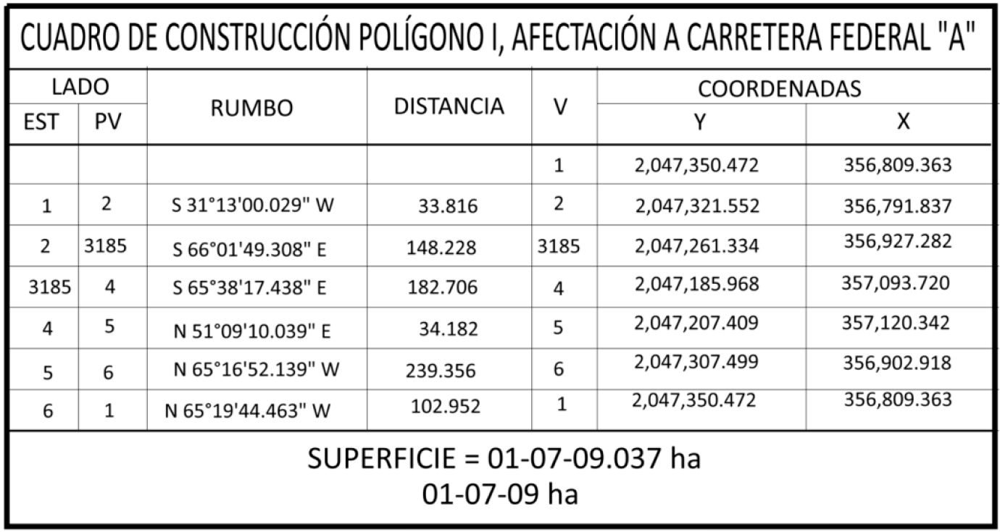 CUADRO DE CONSTRUCCIÓN POLÍGONO I, AFECTACIÓN A CARRETERA FEDERAL "A"
LADO RUMBO DISTANCIA V COORDENADAS
EST PV Y X
1 2,047,350.472 356,809.363
1 2 S 31°13'00.029" W 33.816 2 2,047,321.552 356,791.837
2 3185 S 66°01'49.308" E 148.228 3185 2,047,261.334 356,927.282
3185 4 S 65°38'17.438" E 182.706 4 2,047,185.968 357,093.720
4 5 N 51°09'10.039" E 34.182 5 2,047,207.409 357,120.342
5 6 N 65°16'52.139" W 239.356 6 2,047,307.499 356,902.918
6 1 N 65°19'44.463" W 102.952 1 2,047,350.472 356,809.363
SUPERFICIE = 01-07-09.037 ha
01-07-09 ha